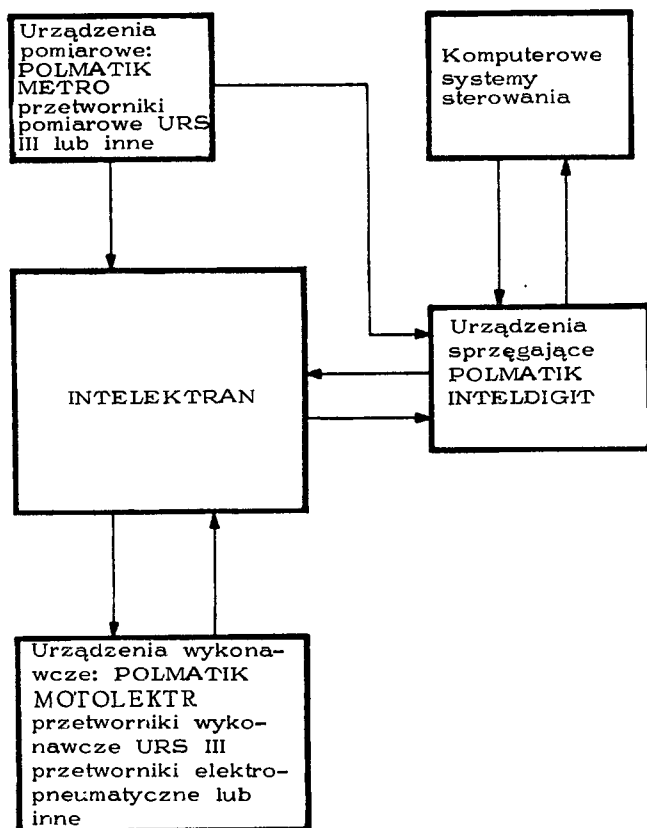 Urządzenia
pomiarowe:
POLMATIK
METRO
przetworniki
pomiarowe URS
III lub inne
Komputerowe
systemy
sterowania
Urządzenia
sprzęgające
POLMATIK
INTELDIGIT
INTELEKTRAN
Urządzenia wykona-
wcze: POLMATIK
MOTOLEKTR
przetworniki wyko-
nawcze URS III
przetworniki elektro-
pneumatyczne lub
inne